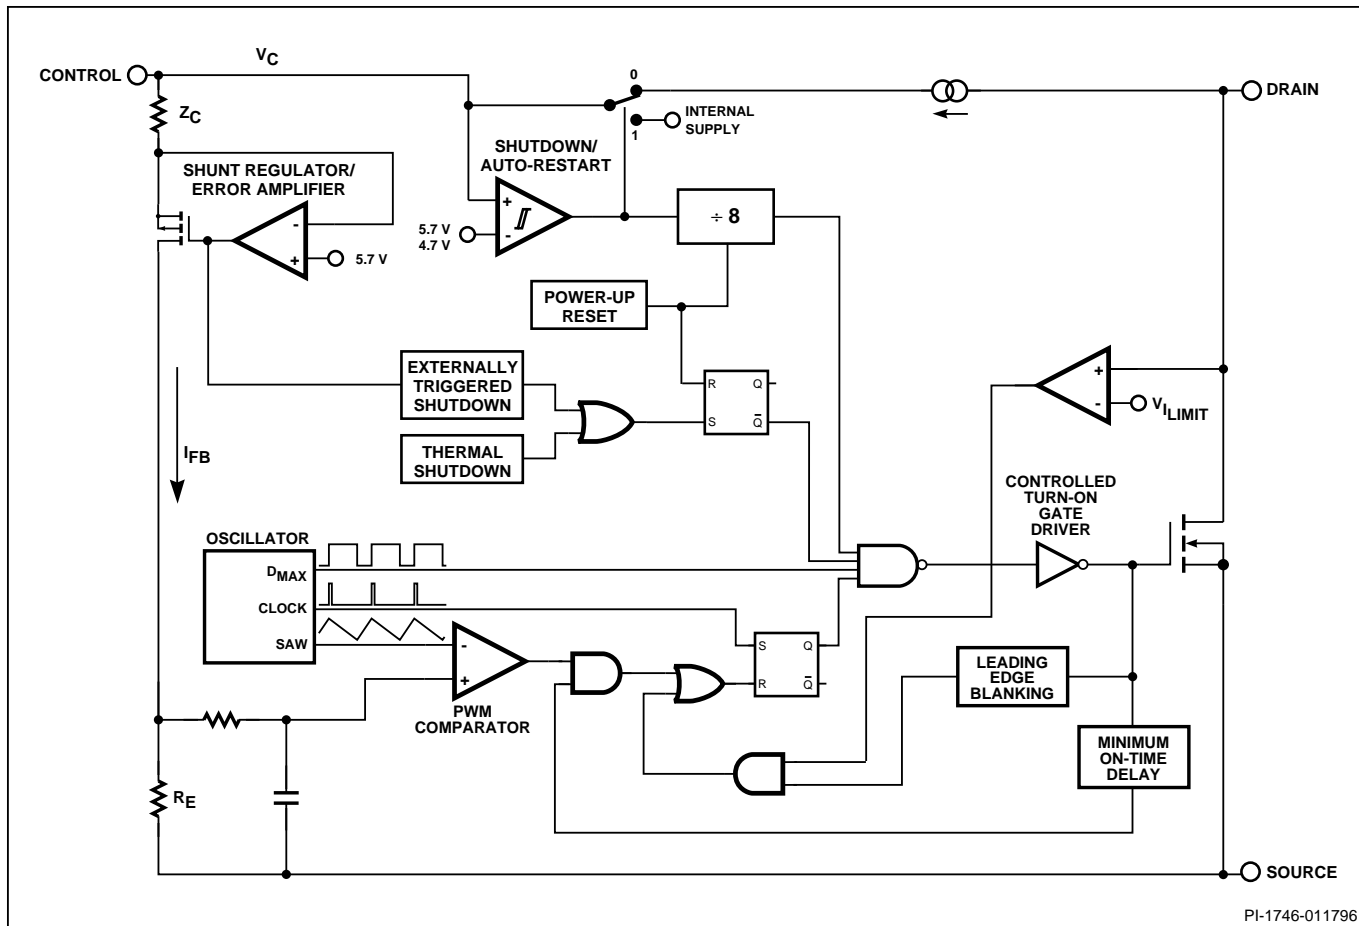 V_C
CONTROL
0
DRAIN
Z_C
INTERNAL
SUPPLY
1
SHUTDOWN/
AUTO-RESTART
SHUNT REGULATOR/
ERROR AMPLIFIER
-
+
5.7 V
+
-
5.7 V
4.7 V
÷ 8
POWER-UP
RESET
EXTERNALLY
TRIGGERED
SHUTDOWN
THERMAL
SHUTDOWN
R
Q
S
Q̅
+
-
V_I_LIMIT
I_FB
CONTROLLED
TURN-ON
GATE
DRIVER
OSCILLATOR
D_MAX
CLOCK
SAW
-
+
PWM
COMPARATOR
S
Q
R
Q̅
LEADING
EDGE
BLANKING
MINIMUM
ON-TIME
DELAY
R_E
SOURCE
PI-1746-011796